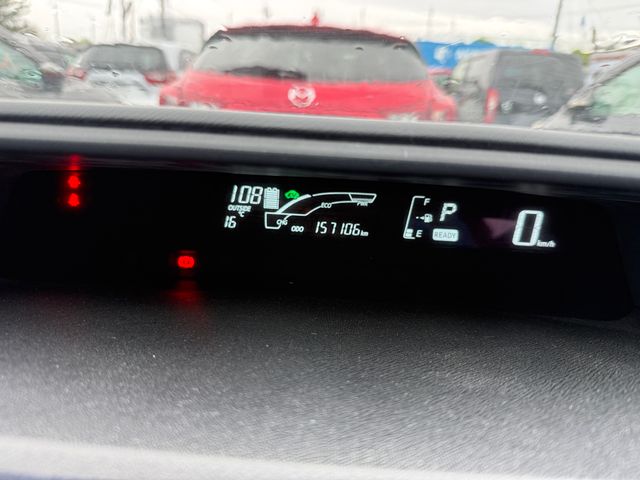 108
OUTSIDE
16 °C
CHG ECO PWR
ODO 157106 km
F
E
P
READY
0 km/h